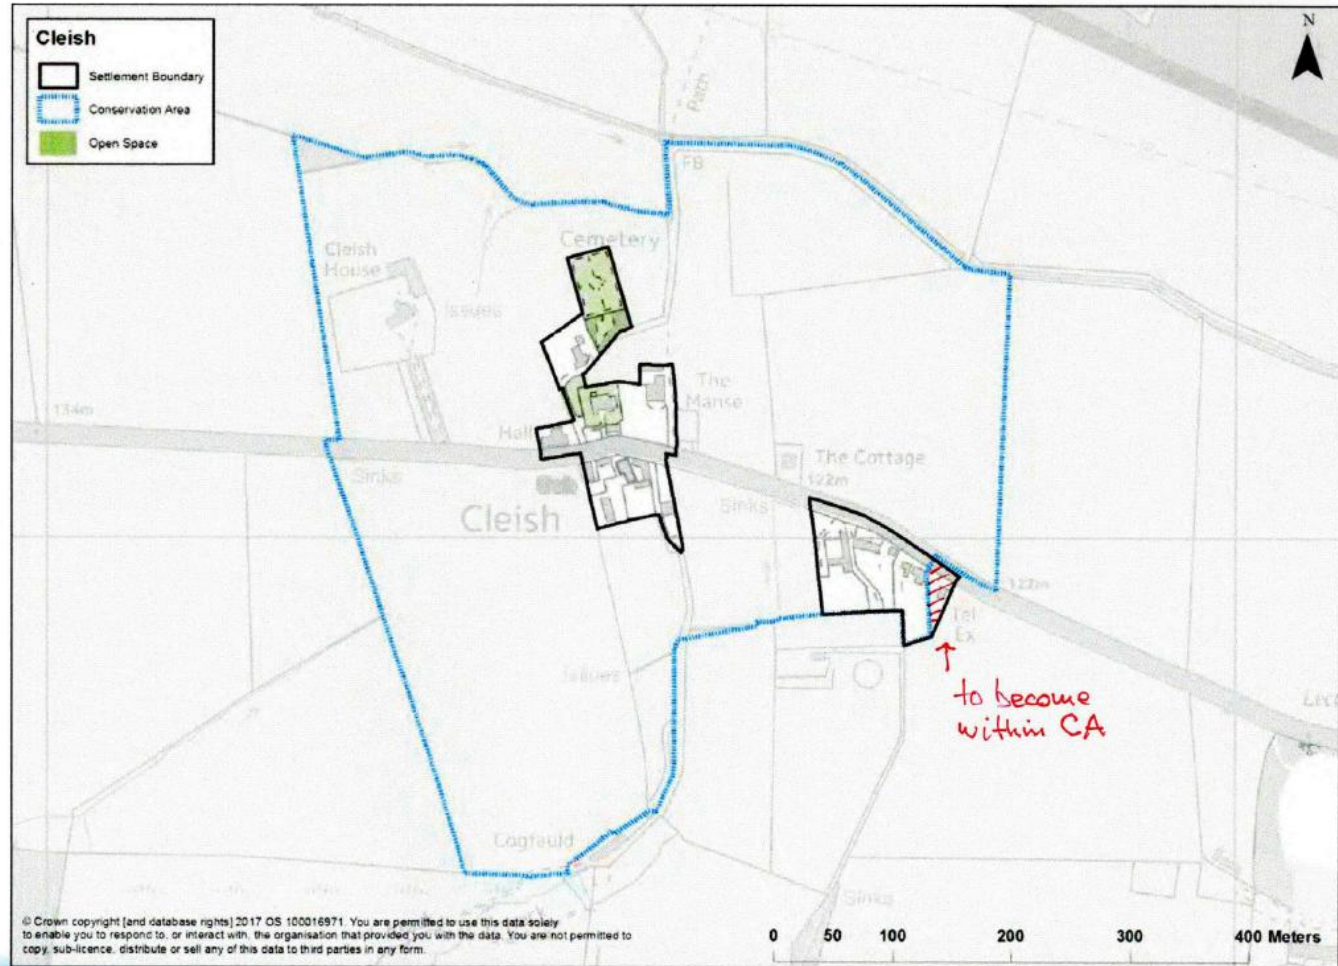 Cleish
Settlement Boundary
Conservation Area
Open Space
N
Path
FB
Cemetery
Cleish
House
Issues
The
Manse
134m
Hall
Sinks
The Cottage
122m
Sinks
Cleish
122m
Tel
Ex
Issues
to become
within CA
Cogfauld
Sinks
© Crown copyright [and database rights] 2017 OS 100016971. You are permitted to use this data solely
to enable you to respond to, or interact with, the organisation that provided you with the data. You are not permitted to
copy, sub-licence, distribute or sell any of this data to third parties in any form.
0 50 100 200 300 400 Meters